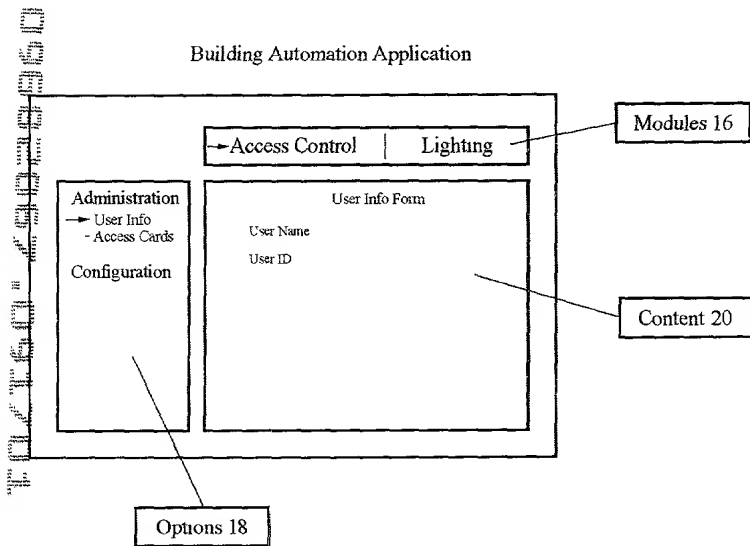 Building Automation Application
Modules 16
Access Control Lighting
Administration
User Info
- Access Cards
Configuration
User Info Form
User Name
User ID
Content 20
Options 18